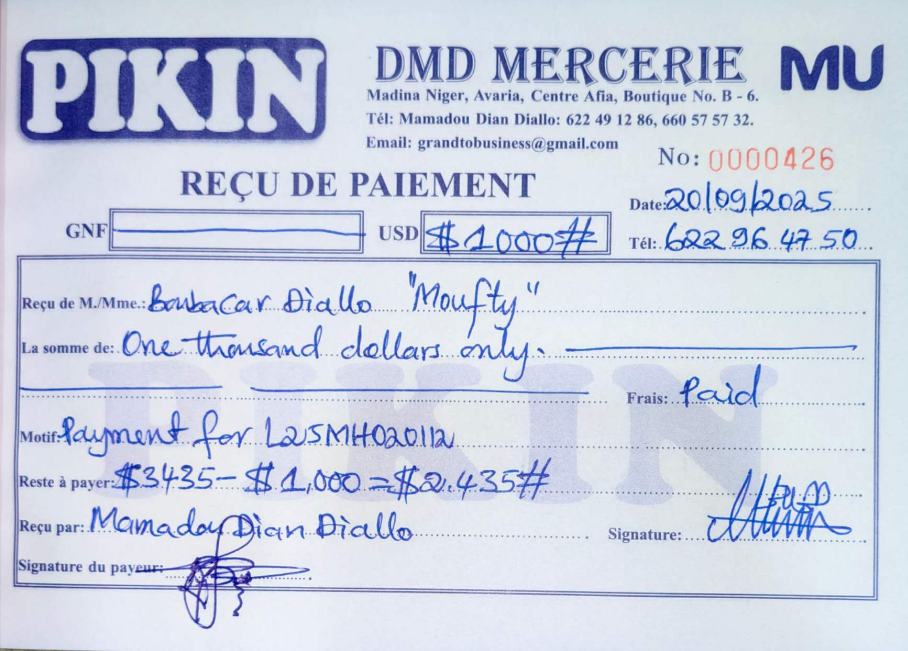 PIKIN
DMD MERCERIE
MU
Madina Niger, Avaria, Centre Afia, Boutique No. B - 6.
Tél: Mamadou Dian Diallo: 622 49 12 86, 660 57 57 32.
Email: grandtobusiness@gmail.com
No: 0000426
REÇU DE PAIEMENT
Date: 20/09/2025
GNF USD $1000#
Tél: 622 96 47 50
Reçu de M./Mme.: Boubacar Diallo "Moufty"
La somme de: One thousand dollars only.
Frais: Paid
PIKIN
Motif: Payment for L25MH020112
Reste à payer: $3435 - $1,000 = $2.435#
Reçu par: Mamadou Dian Diallo
Signature:
Signature du payeur: